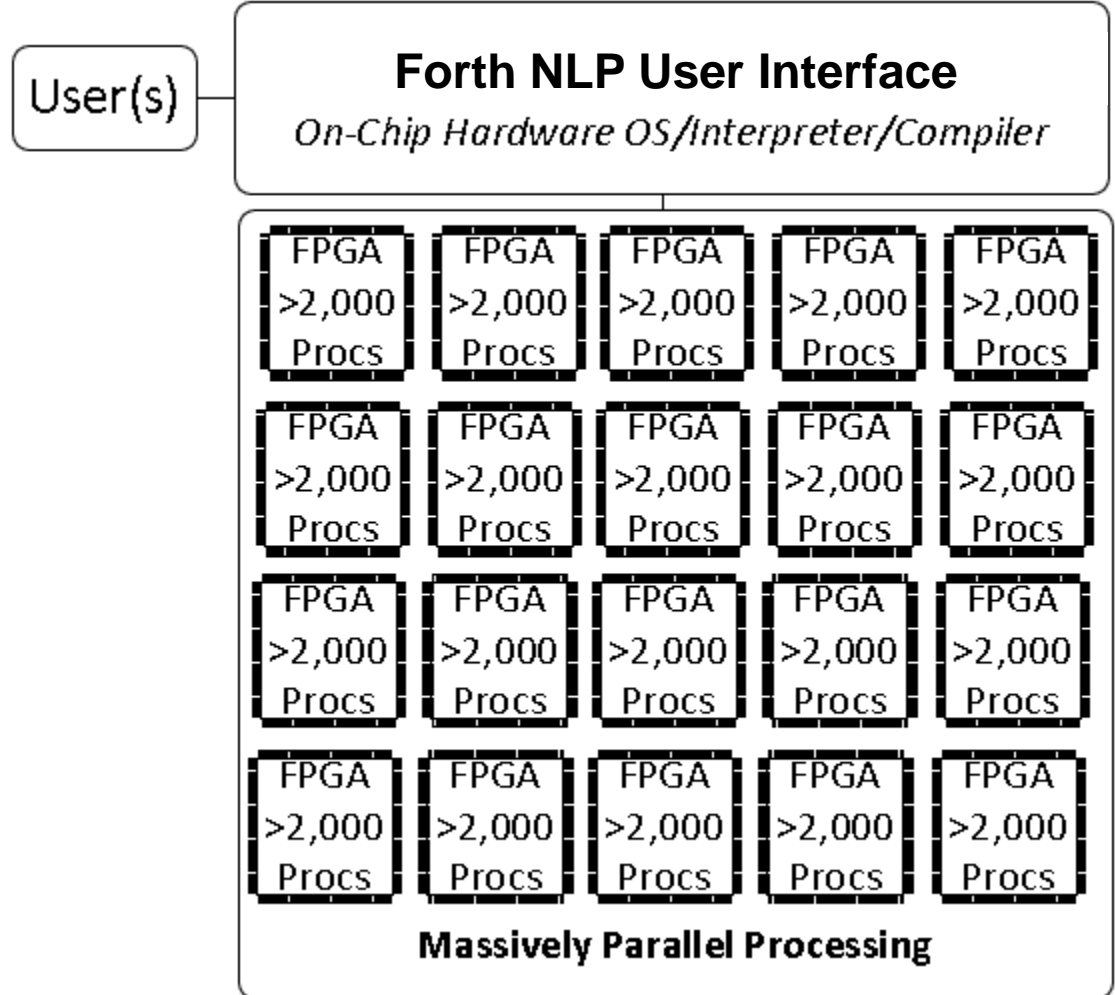 User(s)
Forth NLP User Interface
On-Chip Hardware OS/Interpreter/Compiler
FPGA FPGA FPGA FPGA FPGA
>2,000 >2,000 >2,000 >2,000 >2,000
Procs Procs Procs Procs Procs
FPGA FPGA FPGA FPGA FPGA
>2,000 >2,000 >2,000 >2,000 >2,000
Procs Procs Procs Procs Procs
FPGA FPGA FPGA FPGA FPGA
>2,000 >2,000 >2,000 >2,000 >2,000
Procs Procs Procs Procs Procs
FPGA FPGA FPGA FPGA FPGA
>2,000 >2,000 >2,000 >2,000 >2,000
Procs Procs Procs Procs Procs
Massively Parallel Processing